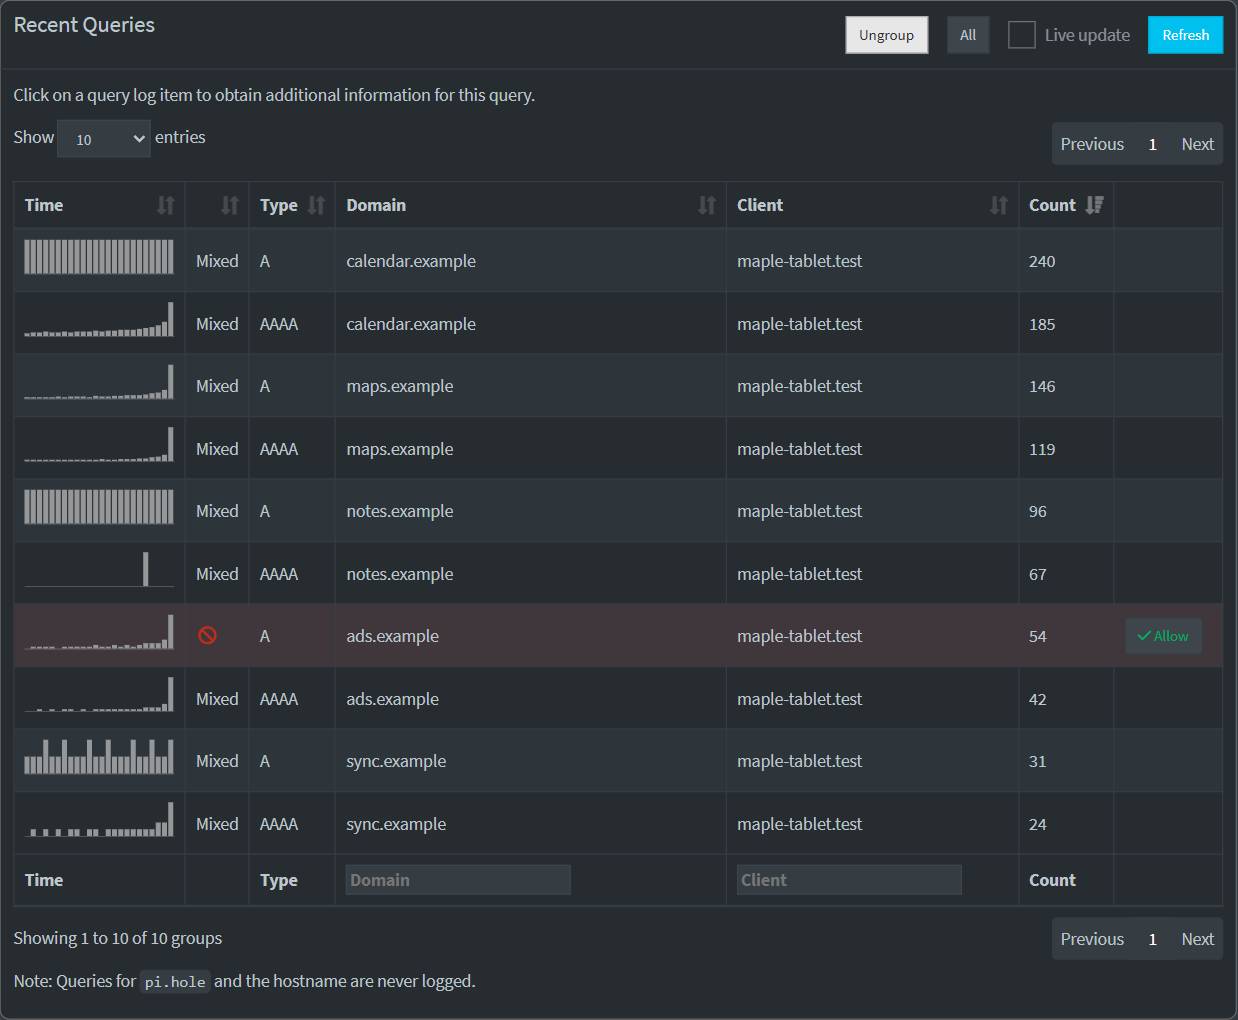 Recent Queries
Ungroup All Live update Refresh
Click on a query log item to obtain additional information for this query.
Show 10 entries
Previous 1 Next
Time Type Domain Client Count
Mixed A calendar.example maple-tablet.test 240
Mixed AAAA calendar.example maple-tablet.test 185
Mixed A maps.example maple-tablet.test 146
Mixed AAAA maps.example maple-tablet.test 119
Mixed A notes.example maple-tablet.test 96
Mixed AAAA notes.example maple-tablet.test 67
A ads.example maple-tablet.test 54 Allow
Mixed AAAA ads.example maple-tablet.test 42
Mixed A sync.example maple-tablet.test 31
Mixed AAAA sync.example maple-tablet.test 24
Time Type Domain Client Count
Showing 1 to 10 of 10 groups
Previous 1 Next
Note: Queries for pi.hole and the hostname are never logged.